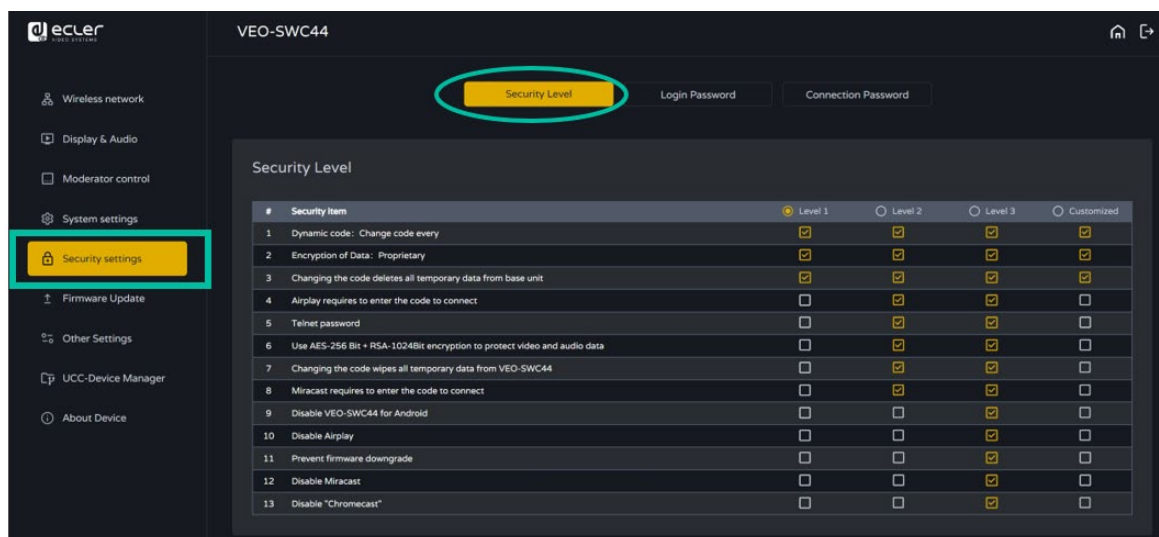 ecler
VIDEO SYSTEMS
VEO-SWC44
Wireless network
Display & Audio
Moderator control
System settings
Security settings
Firmware Update
Other Settings
UCC-Device Manager
About Device
Security Level Login Password Connection Password
Security Level
# Security Item Level 1 Level 2 Level 3 Customized
1 Dynamic code: Change code every
2 Encryption of Data: Proprietary
3 Changing the code deletes all temporary data from base unit
4 Airplay requires to enter the code to connect
5 Telnet password
6 Use AES-256 Bit + RSA-1024Bit encryption to protect video and audio data
7 Changing the code wipes all temporary data from VEO-SWC44
8 Miracast requires to enter the code to connect
9 Disable VEO-SWC44 for Android
10 Disable Airplay
11 Prevent firmware downgrade
12 Disable Miracast
13 Disable "Chromecast"